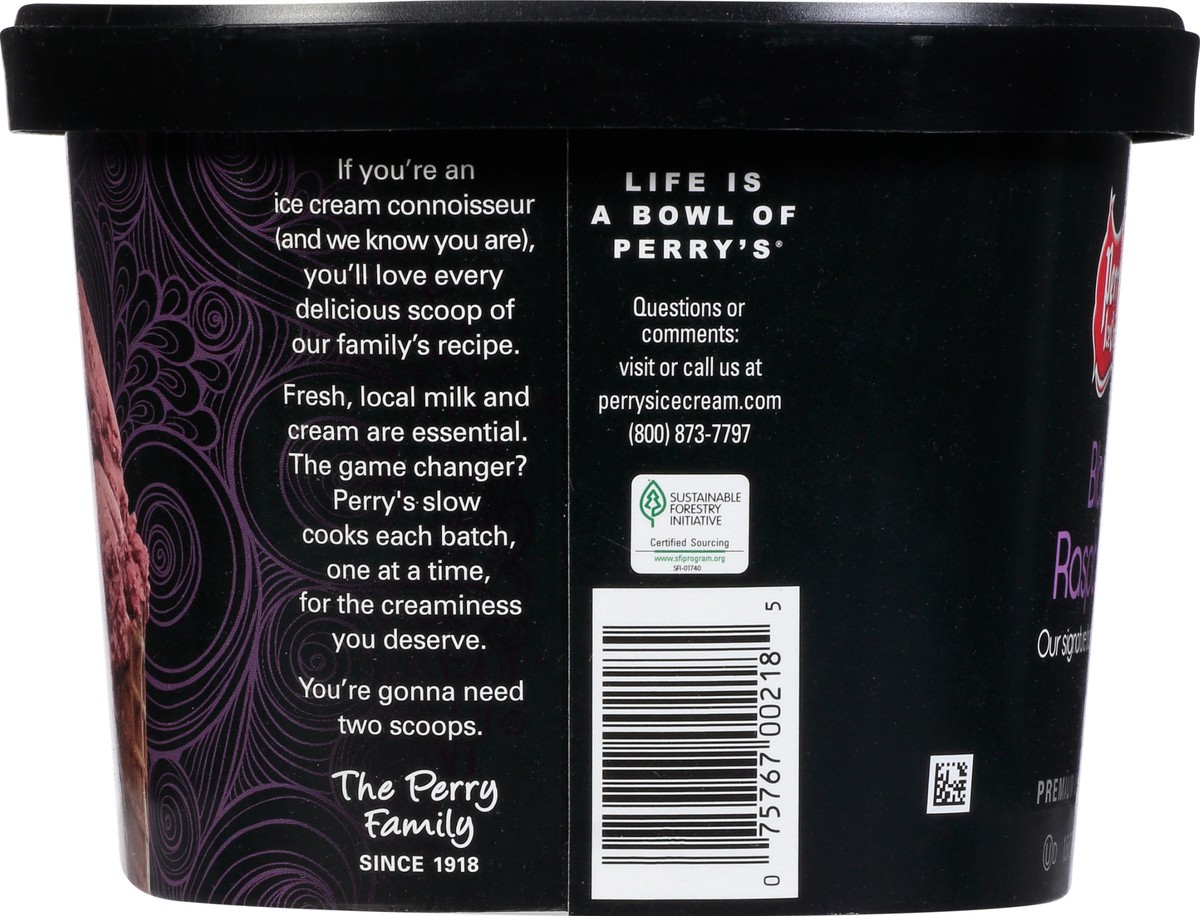 If you're an
ice cream connoisseur
(and we know you are),
you'll love every
delicious scoop of
our family's recipe.
Fresh, local milk and
cream are essential.
The game changer?
Perry's slow
cooks each batch,
one at a time,
for the creaminess
you deserve.
You're gonna need
two scoops.
The Perry
Family
SINCE 1918
LIFE IS
A BOWL OF
PERRY'S®
Questions or
comments:
visit or call us at
perrysicecream.com
(800) 873-7797
SUSTAINABLE
FORESTRY
INITIATIVE
Certified Sourcing
www.sfiprogram.org
SFI-01740
0 75767 00218 5
Our